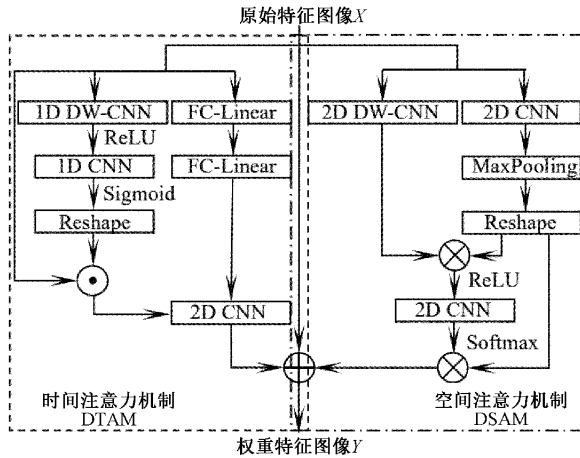 原始特征图像X
1D DW-CNN
FC-Linear
2D DW-CNN
2D CNN
ReLU
1D CNN
FC-Linear
MaxPooling
Sigmoid
Reshape
Reshape
ReLU
2D CNN
2D CNN
Softmax
时间注意力机制
DTAM
空间注意力机制
DSAM
权重特征图像Y